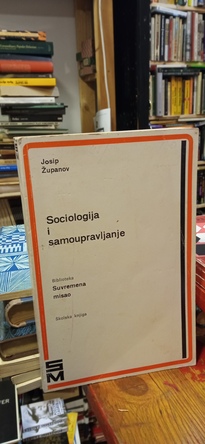 Josip
Županov
Sociologija
i
samoupravljanje
Biblioteka
Suvremena
misao
Školska knjiga
SM